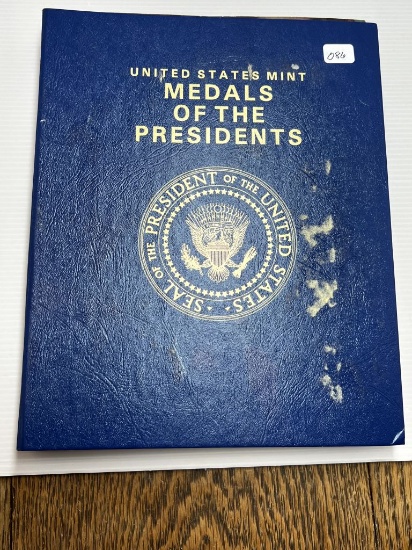 086
UNITED STATES MINT
MEDALS
OF THE
PRESIDENTS
SEAL OF THE PRESIDENT OF THE UNITED STATES